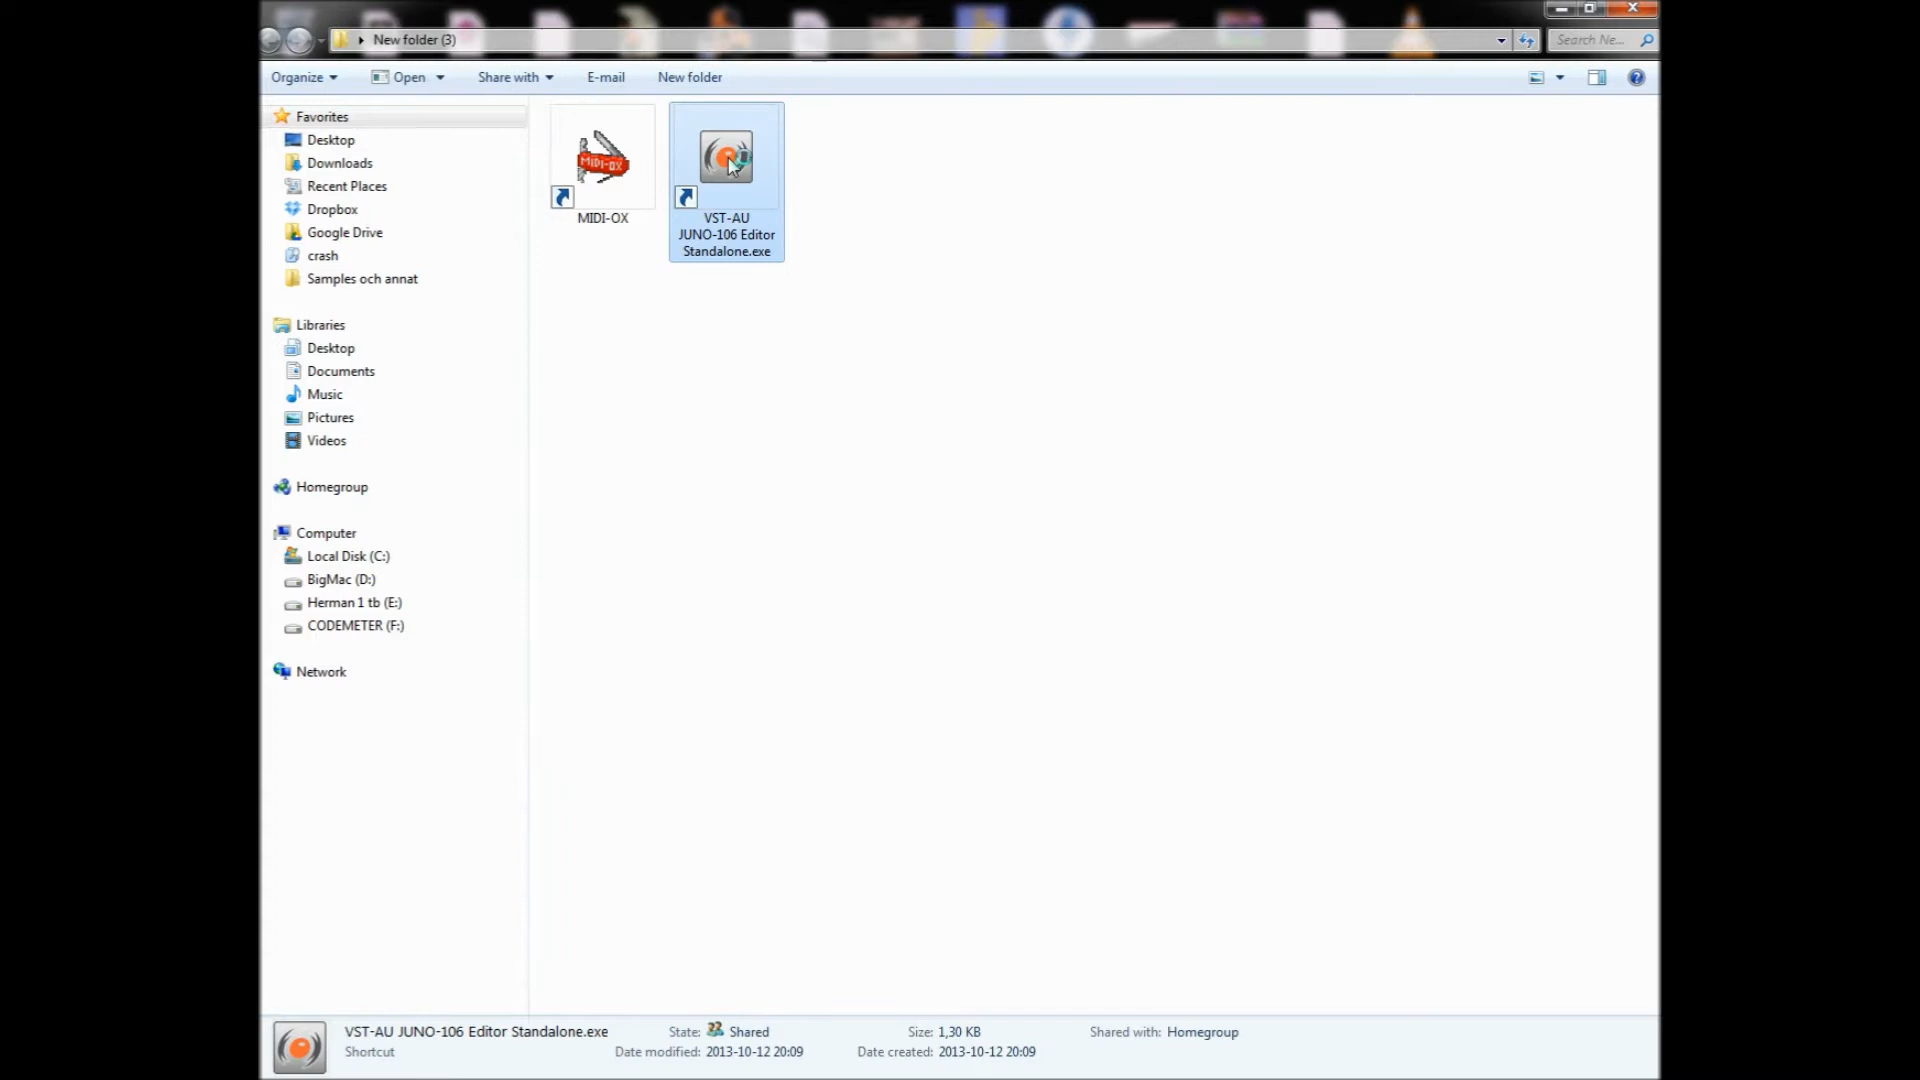 New folder (3)
Search Ne...
Organize
Open
Share with
E-mail
New folder
Favorites
Desktop
Downloads
Recent Places
Dropbox
Google Drive
crash
Samples och annat
Libraries
Desktop
Documents
Music
Pictures
Videos
Homegroup
Computer
Local Disk (C:)
BigMac (D:)
Herman 1 tb (E:)
CODEMETER (F:)
Network
MIDI-OX
MIDI-OX
VST-AU
JUNO-106 Editor
Standalone.exe
VST-AU JUNO-106 Editor Standalone.exe
Shortcut
State: Shared
Date modified: 2013-10-12 20:09
Size: 1,30 KB
Date created: 2013-10-12 20:09
Shared with: Homegroup